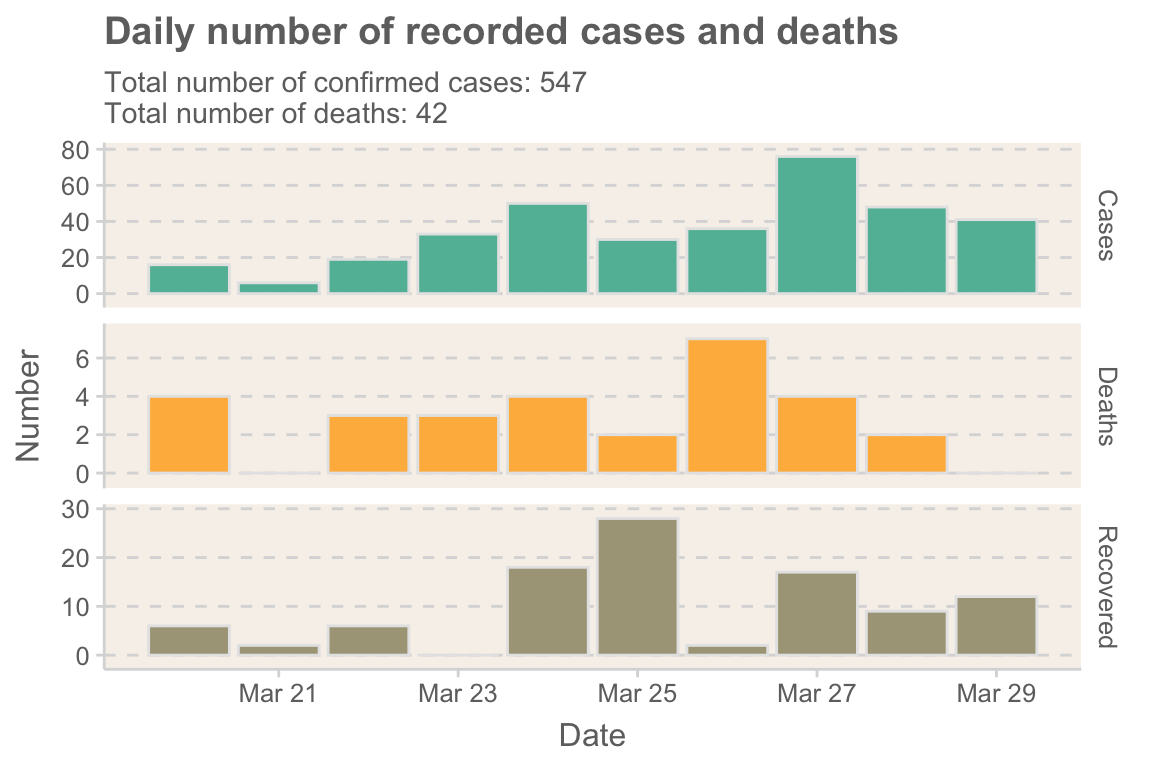 Daily number of recorded cases and deaths
Total number of confirmed cases: 547
Total number of deaths: 42
80
60
40
20
0
Cases
6
4
2
0
Deaths
30
20
10
0
Recovered
Number
Mar 21 Mar 23 Mar 25 Mar 27 Mar 29
Date